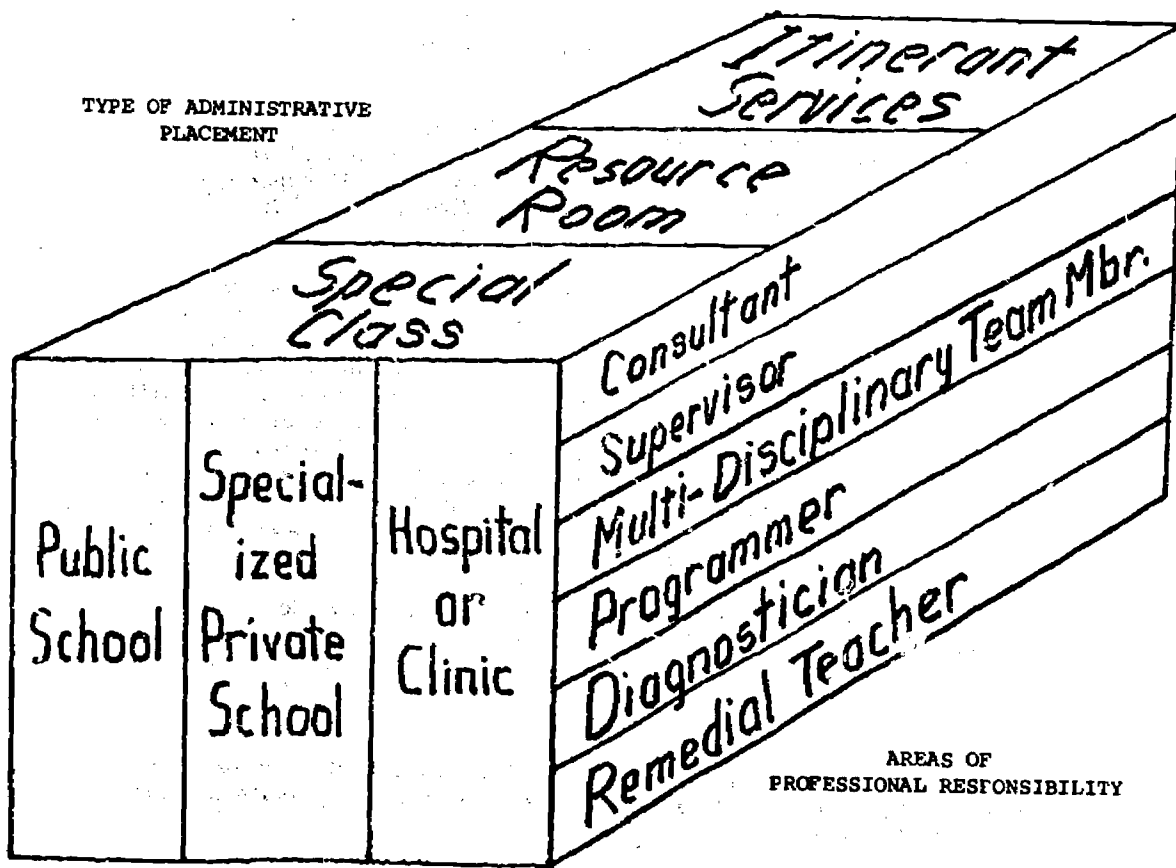 TYPE OF ADMINISTRATIVE
PLACEMENT
Itinerant
Services
Resource
Room
Special
Class
Public
School
Special-
ized
Private
School
Hospital
or
Clinic
Consultant
Supervisor
Multi-Disciplinary Team Mbr.
Programmer
Diagnostician
Remedial Teacher
AREAS OF
PROFESSIONAL RESPONSIBILITY